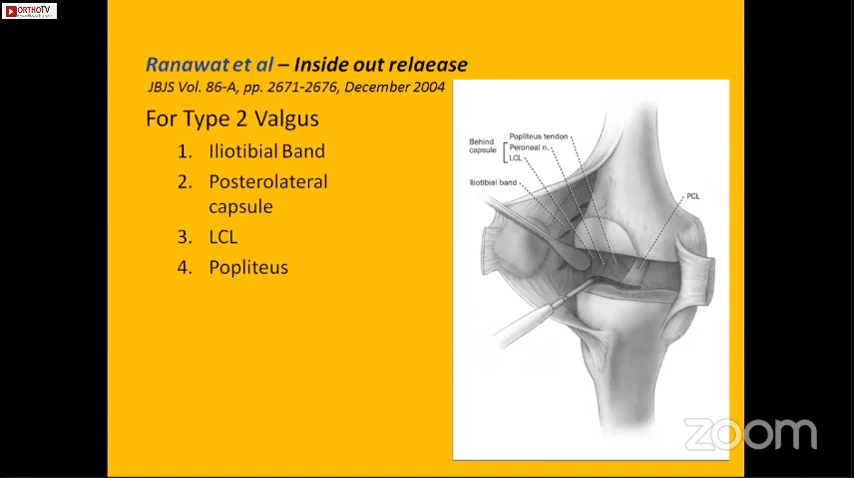 ORTHOTV
Ranawat et al – Inside out relaease
JBJS Vol. 86-A, pp. 2671-2676, December 2004
For Type 2 Valgus
1. Iliotibial Band
2. Posterolateral
capsule
3. LCL
4. Popliteus
Popliteus tendon
Behind
capsule
Peroneal n.
LCL
Iliotibial band
PCL
zoom